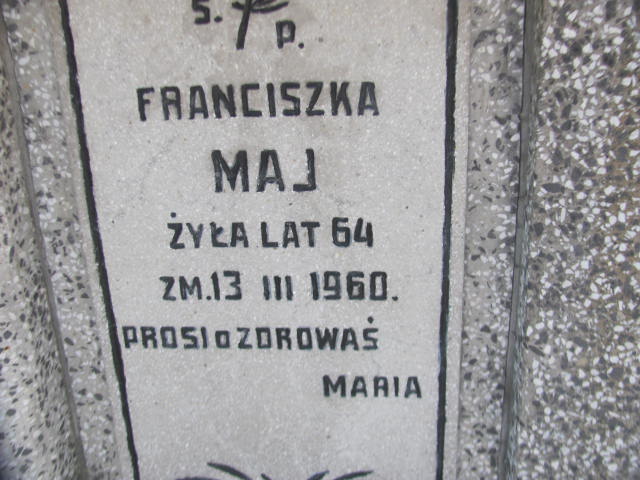 Ś.
P.
FRANCISZKA
MAJ
ŻYŁA LAT 64
ZM.13 III 1960.
PROSI o ZDROWAŚ
MARIA